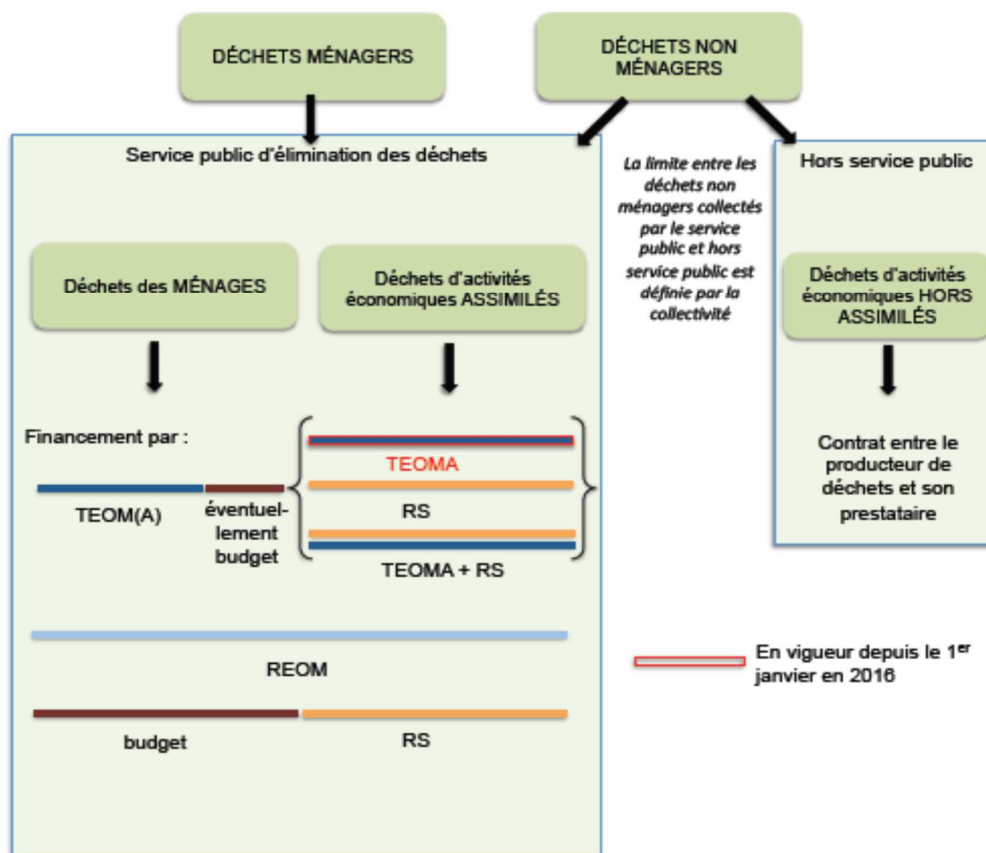 DÉCHETS MÉNAGERS
DÉCHETS NON
MÉNAGERS
Service public d'élimination des déchets
La limite entre les
déchets non
ménagers collectés
par le service
public et hors
service public est
définie par la
collectivité
Hors service public
Déchets des MÉNAGES
Déchets d'activités
économiques ASSIMILÉS
Déchets d'activités
économiques HORS
ASSIMILÉS
Financement par :
TEOM(A)
éventuel-
lement
budget
TEOMA
RS
TEOMA + RS
Contrat entre le
producteur de
déchets et son
prestataire
REOM
budget
RS
En vigueur depuis le 1er
janvier en 2016